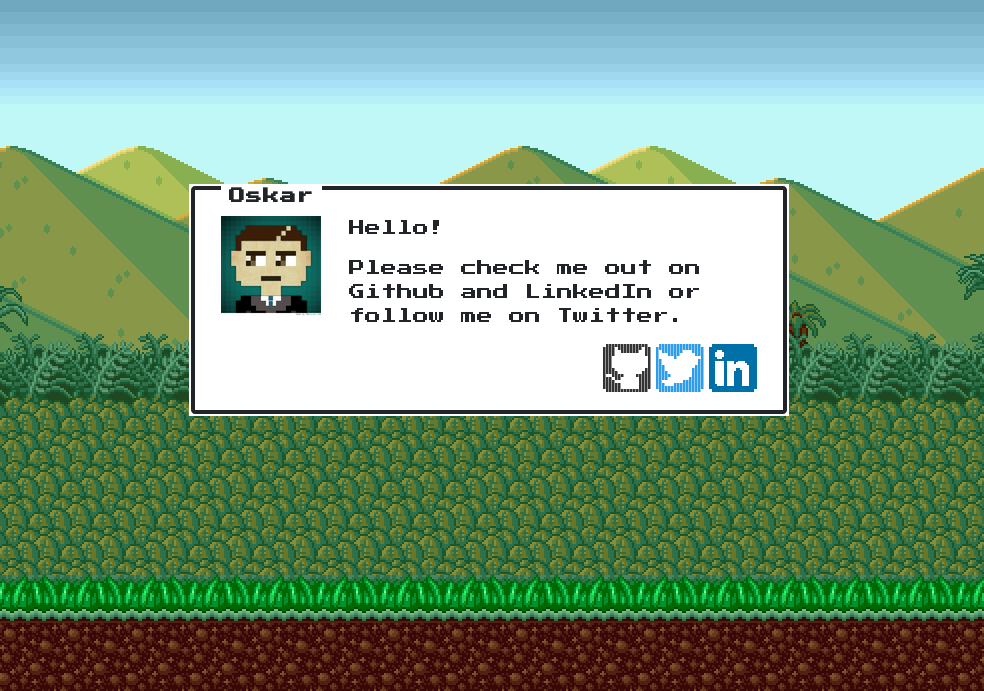 Oskar
Hello!
Please check me out on
Github and LinkedIn or
follow me on Twitter.
in